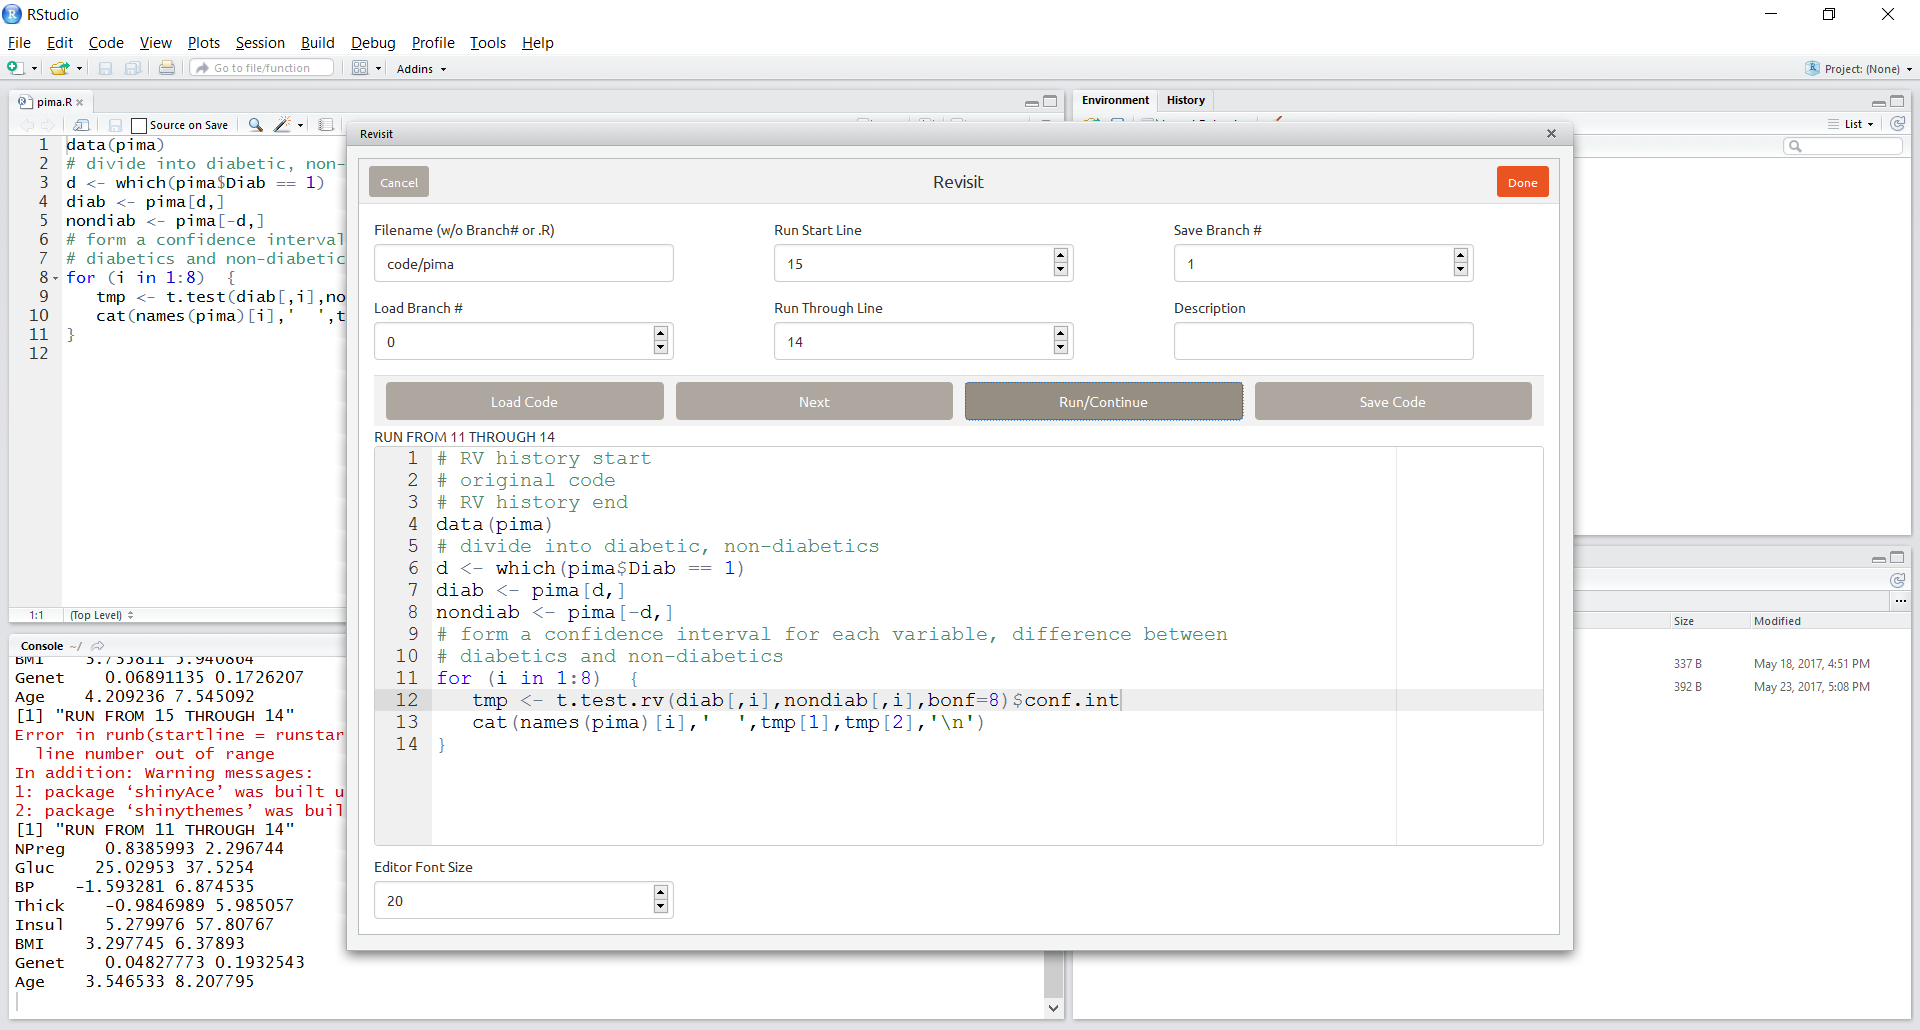 RStudio
File Edit Code View Plots Session Build Debug Profile Tools Help
Go to file/function Addins Project: (None)
pima.R
Source on Save
1 data(pima)
2 # divide into diabetic, non-
3 d <- which(pima$Diab == 1)
4 diab <- pima[d,]
5 nondiab <- pima[-d,]
6 # form a confidence interval
7 # diabetics and non-diabetic
8 for (i in 1:8) {
9 tmp <- t.test(diab[,i],no
10 cat(names(pima)[i],' ',t
11 }
12
1:1 (Top Level)
Console ~/
BMI 3.735811 5.940864
Genet 0.06891135 0.1726207
Age 4.209236 7.545092
[1] "RUN FROM 15 THROUGH 14"
Error in runb(startline = runstar
line number out of range
In addition: Warning messages:
1: package ‘shinyAce’ was built u
2: package ‘shinythemes’ was buil
[1] "RUN FROM 11 THROUGH 14"
NPreg 0.8385993 2.296744
Gluc 25.02953 37.5254
BP -1.593281 6.874535
Thick -0.9846989 5.985057
Insul 5.279976 57.80767
BMI 3.297745 6.37893
Genet 0.04827773 0.1932543
Age 3.546533 8.207795
Revisit
Cancel Revisit Done
Filename (w/o Branch# or .R) Run Start Line Save Branch #
code/pima 15 1
Load Branch # Run Through Line Description
0 14
Load Code Next Run/Continue Save Code
RUN FROM 11 THROUGH 14
1 # RV history start
2 # original code
3 # RV history end
4 data(pima)
5 # divide into diabetic, non-diabetics
6 d <- which(pima$Diab == 1)
7 diab <- pima[d,]
8 nondiab <- pima[-d,]
9 # form a confidence interval for each variable, difference between
10 # diabetics and non-diabetics
11 for (i in 1:8) {
12 tmp <- t.test.rv(diab[,i],nondiab[,i],bonf=8)$conf.int
13 cat(names(pima)[i],' ',tmp[1],tmp[2],'\n')
14 }
Editor Font Size
20
Environment History
List
Size Modified
337 B May 18, 2017, 4:51 PM
392 B May 23, 2017, 5:08 PM